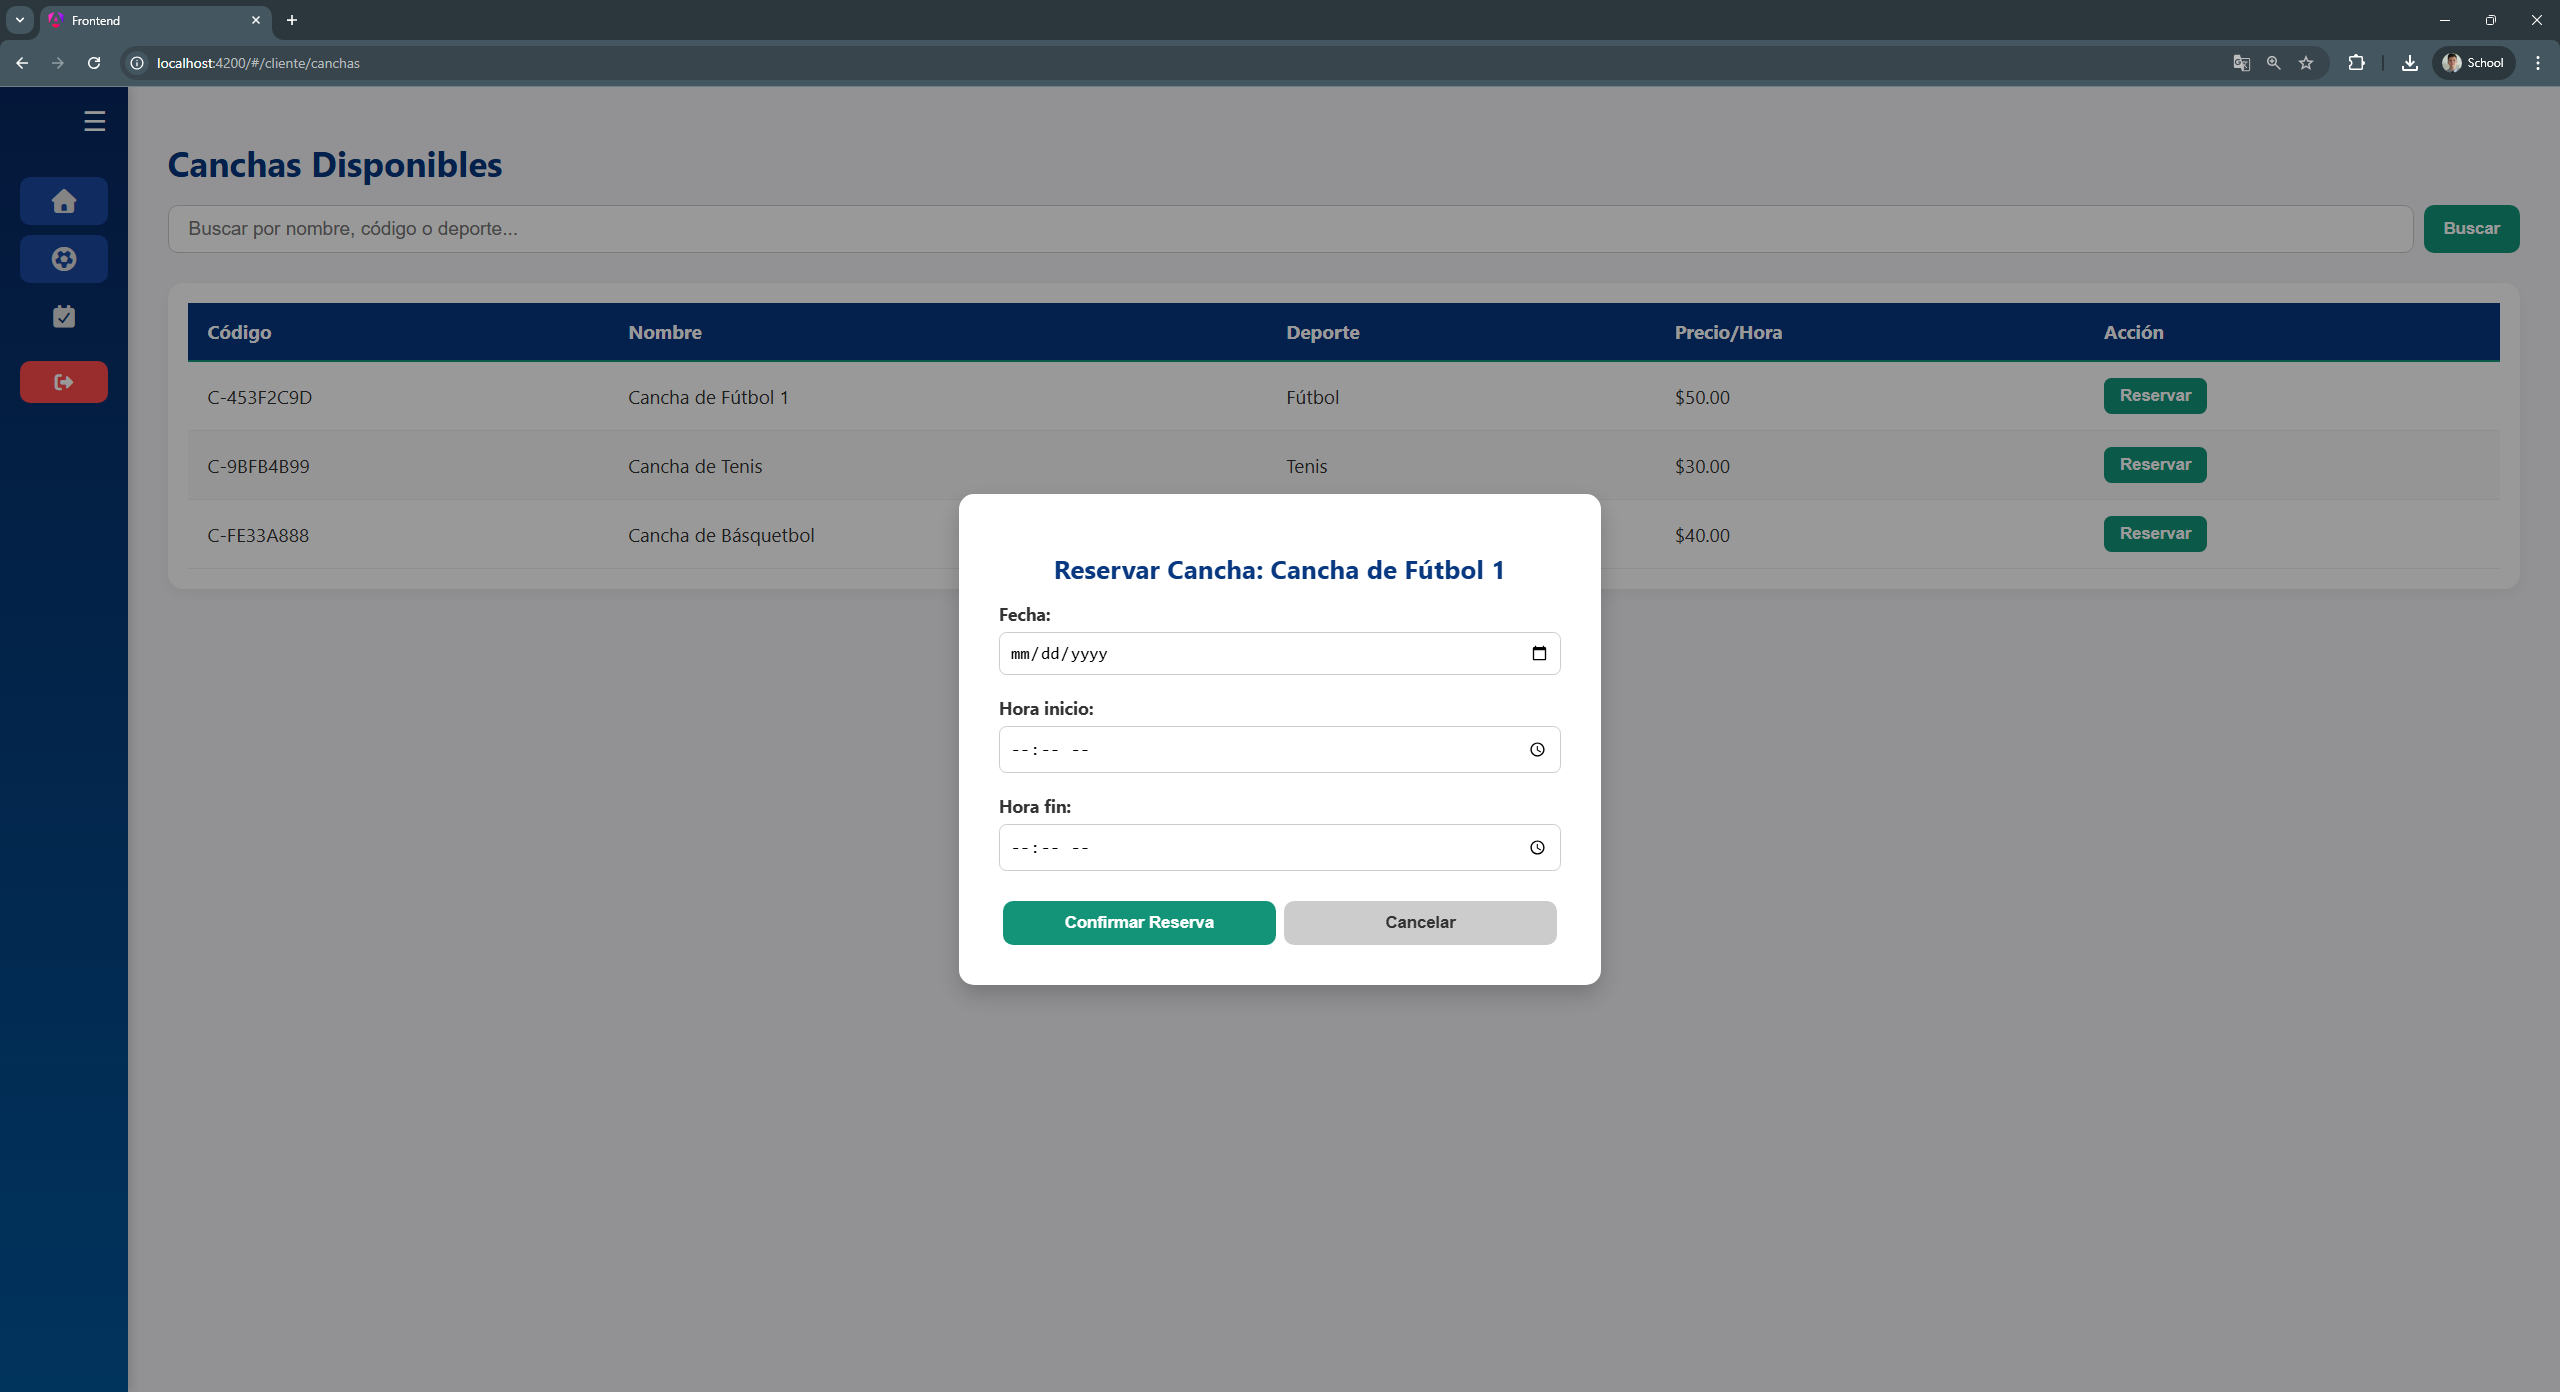 Frontend
localhost:4200/#/cliente/canchas
School
Canchas Disponibles
Buscar por nombre, código o deporte...
Buscar
Código Nombre Deporte Precio/Hora Acción
C-453F2C9D Cancha de Fútbol 1 Fútbol $50.00 Reservar
C-9BFB4B99 Cancha de Tenis Tenis $30.00 Reservar
C-FE33A888 Cancha de Básquetbol $40.00 Reservar
Reservar Cancha: Cancha de Fútbol 1
Fecha:
mm/dd/yyyy
Hora inicio:
--:-- --
Hora fin:
--:-- --
Confirmar Reserva Cancelar